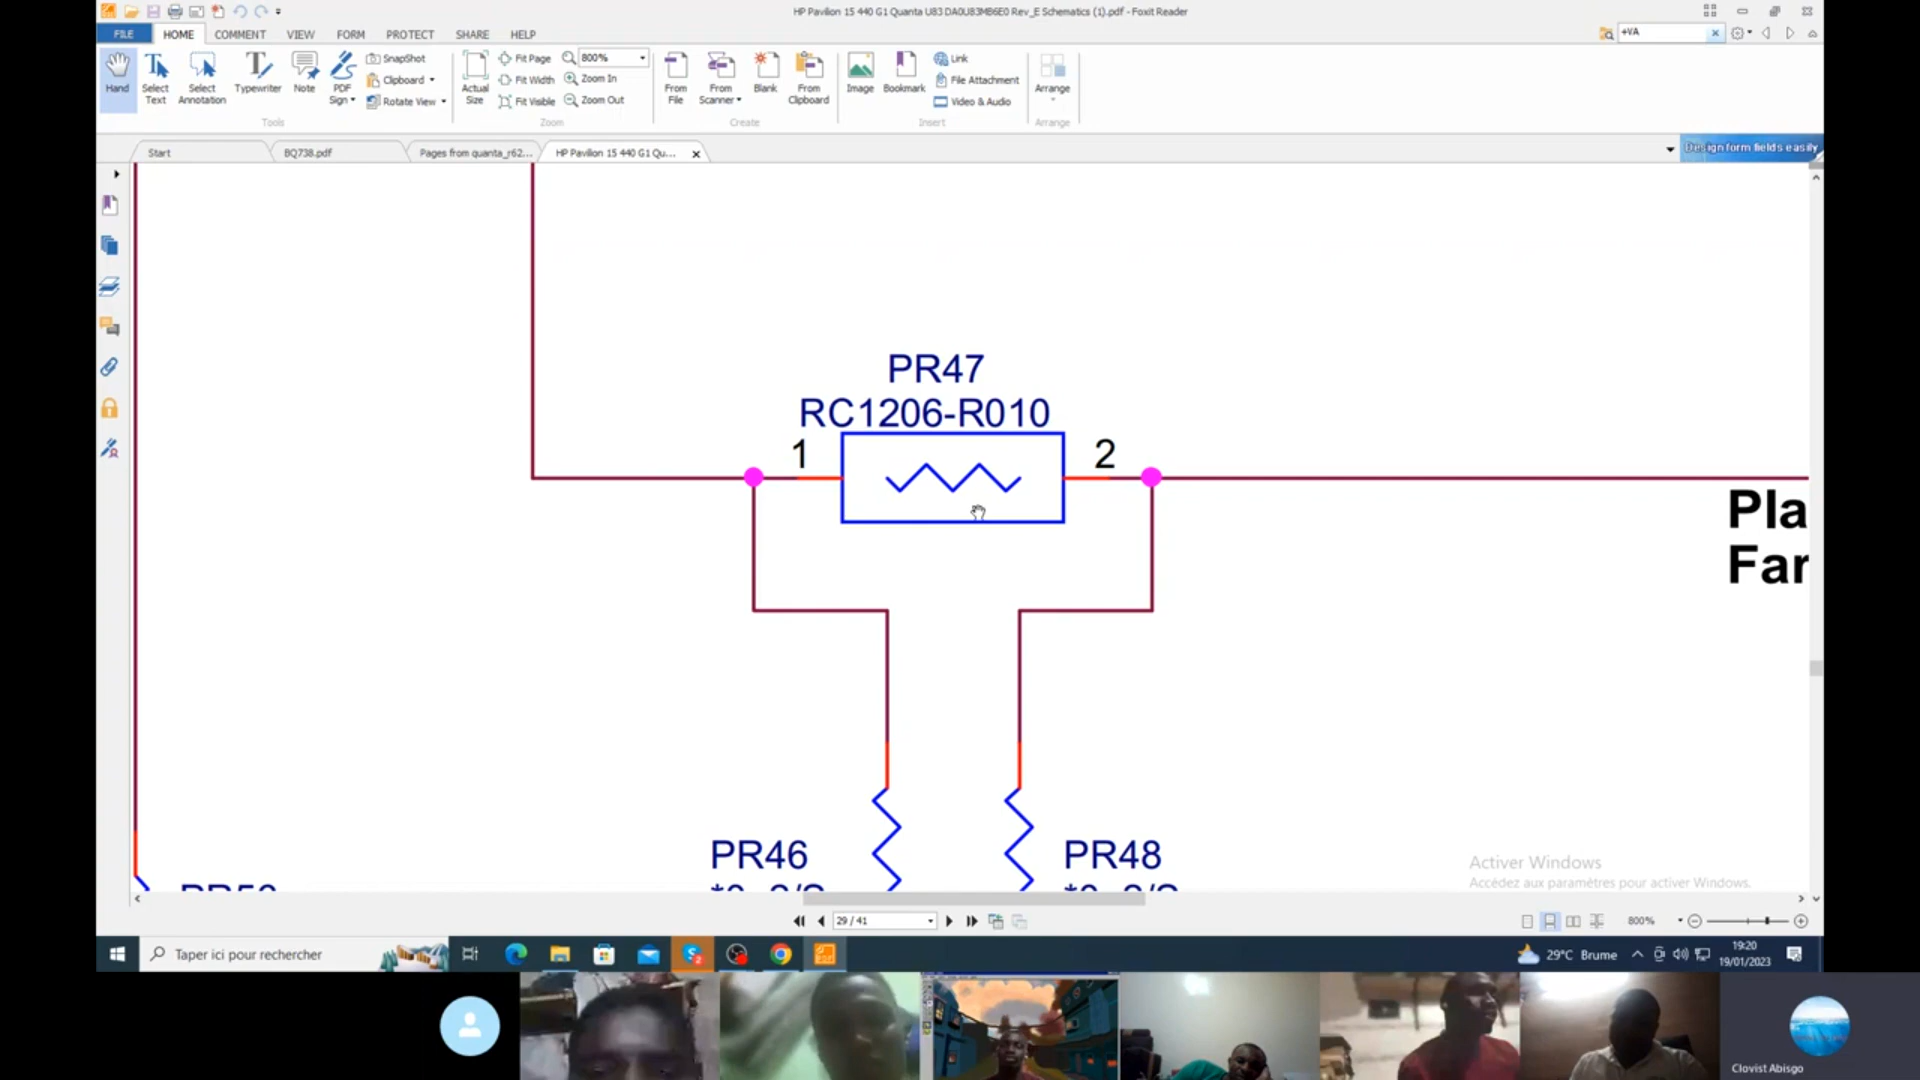 HP Pavilion 15 440 G1 Quanta U83 DA0U83MB6E0 Rev_E Schematics (1).pdf - Foxit Reader
FILE HOME COMMENT VIEW FORM PROTECT SHARE HELP
+VA
Hand
Select Text
Select Annotation
Typewriter
Note
PDF Sign
SnapShot
Clipboard
Rotate View
Tools
Actual Size
Fit Page
Fit Width
Fit Visible
800%
Zoom In
Zoom Out
Zoom
From File
From Scanner
Blank
From Clipboard
Create
Image
Bookmark
Link
File Attachment
Video & Audio
Insert
Arrange
Arrange
Start
BQ738.pdf
Pages from quanta_r62...
HP Pavilion 15 440 G1 Qu...
Design form fields easily
PR47
RC1206-R010
1
2
Pla
Far
PR46
PR48
Activer Windows
Accédez aux paramètres pour activer Windows.
29 / 41
800%
Taper ici pour rechercher
29°C Brume
19:20
19/01/2023
Clovist Abisgo